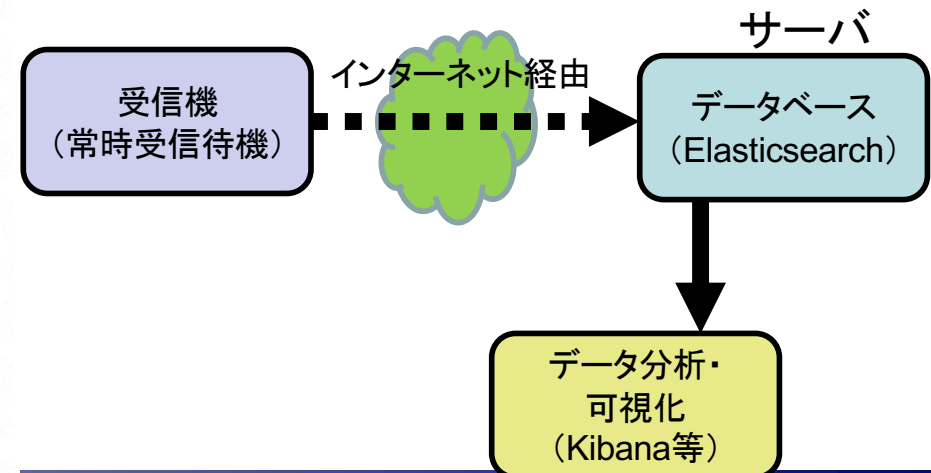 サーバ
インターネット経由
受信機
（常時受信待機）
データベース
（Elasticsearch）
データ分析・
可視化
（Kibana等）